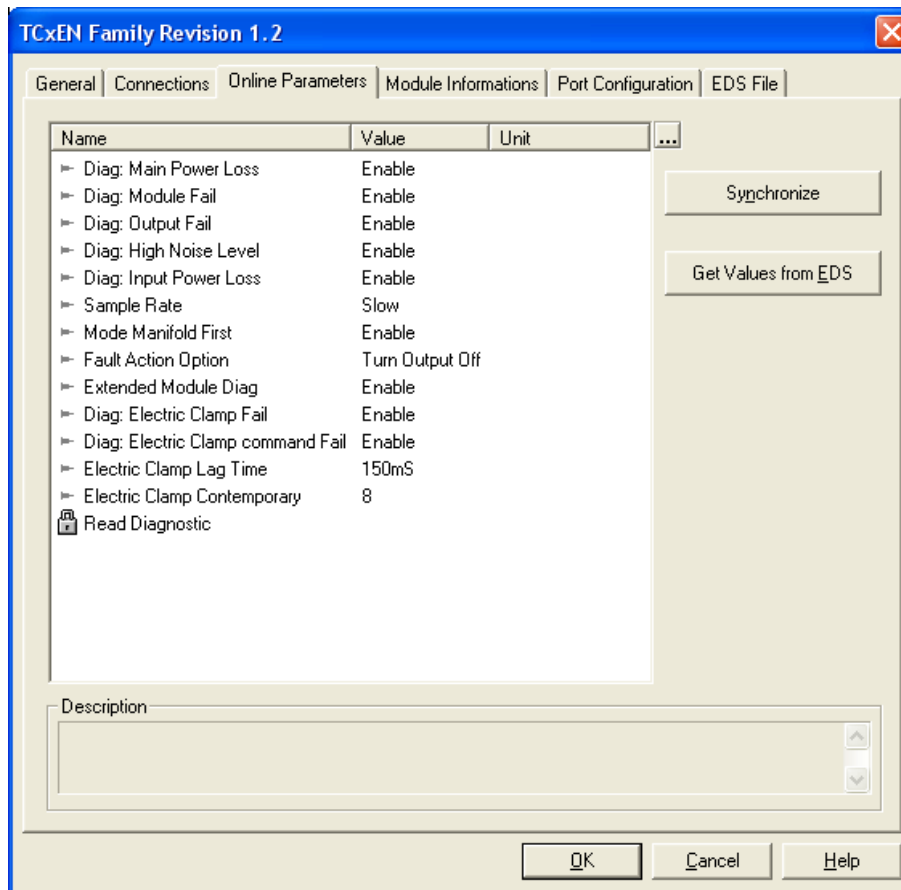 TCxEN Family Revision 1.2
General Connections Online Parameters Module Informations Port Configuration EDS File
Name Value Unit ...
Diag: Main Power Loss Enable
Diag: Module Fail Enable
Synchronize
Diag: Output Fail Enable
Diag: High Noise Level Enable
Diag: Input Power Loss Enable
Get Values from EDS
Sample Rate Slow
Mode Manifold First Enable
Fault Action Option Turn Output Off
Extended Module Diag Enable
Diag: Electric Clamp Fail Enable
Diag: Electric Clamp command Fail Enable
Electric Clamp Lag Time 150mS
Electric Clamp Contemporary 8
Read Diagnostic
Description
OK Cancel Help